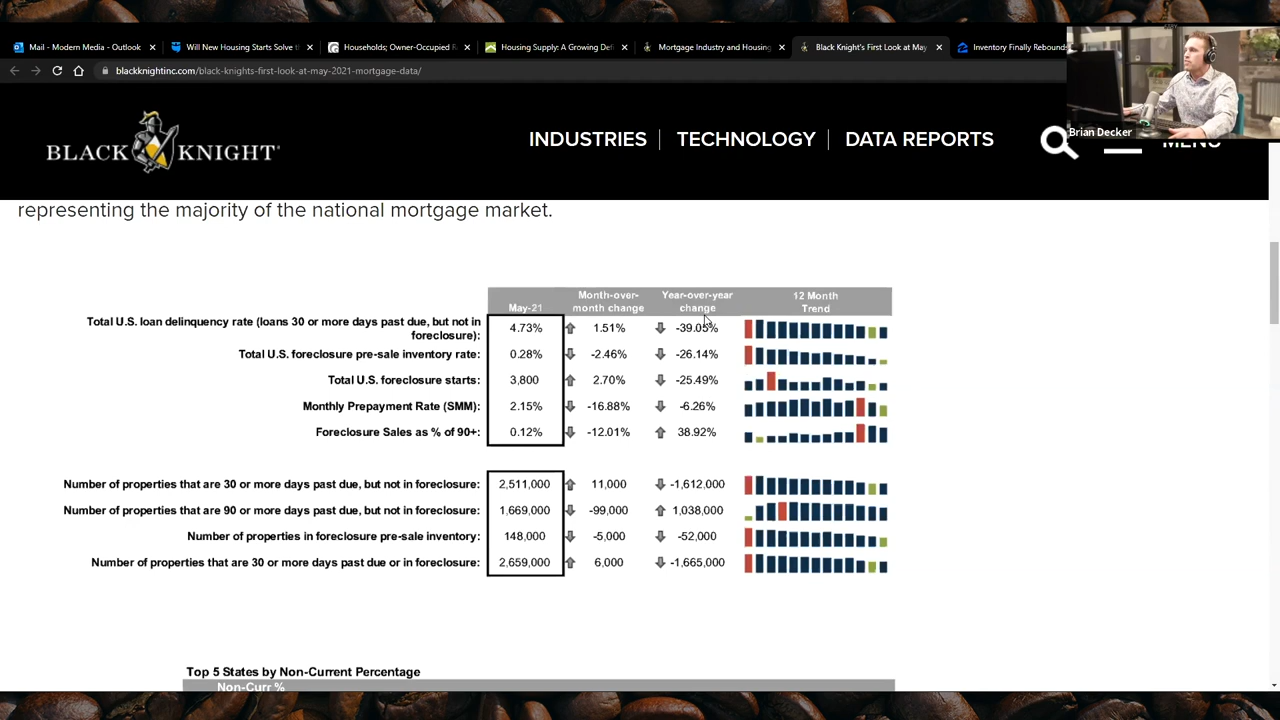 Mail - Modern Media - Outlook
Will New Housing Starts Solve t
Households; Owner-Occupied R
Housing Supply: A Growing Defi
Mortgage Industry and Housing
Black Knight's First Look at May
Inventory Finally Rebounds
blackknightinc.com/black-knights-first-look-at-may-2021-mortgage-data/
Brian Decker
BLACK KNIGHT
INDUSTRIES | TECHNOLOGY | DATA REPORTS
MENU
representing the majority of the national mortgage market.
May-21 Month-over-month change Year-over-year change 12 Month Trend
Total U.S. loan delinquency rate (loans 30 or more days past due, but not in
foreclosure): 4.73% 1.51% -39.05%
Total U.S. foreclosure pre-sale inventory rate: 0.28% -2.46% -26.14%
Total U.S. foreclosure starts: 3,800 2.70% -25.49%
Monthly Prepayment Rate (SMM): 2.15% -16.88% -6.26%
Foreclosure Sales as % of 90+: 0.12% -12.01% 38.92%
Number of properties that are 30 or more days past due, but not in foreclosure: 2,511,000 11,000 -1,612,000
Number of properties that are 90 or more days past due, but not in foreclosure: 1,669,000 -99,000 1,038,000
Number of properties in foreclosure pre-sale inventory: 148,000 -5,000 -52,000
Number of properties that are 30 or more days past due or in foreclosure: 2,659,000 6,000 -1,665,000
Top 5 States by Non-Current Percentage
Non-Curr %